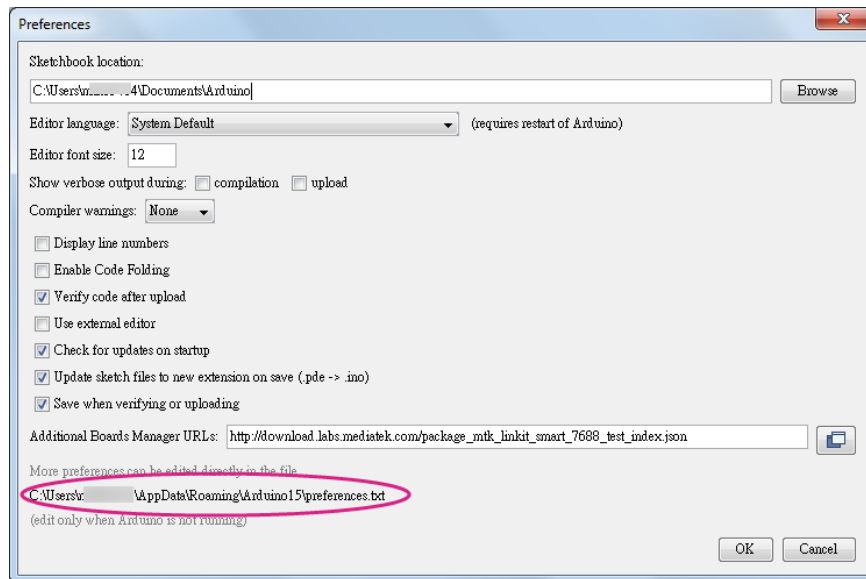 Preferences
Sketchbook location:
C:\Users\m 4\Documents\Arduino
Browse
Editor language: System Default (requires restart of Arduino)
Editor font size: 12
Show verbose output during: compilation upload
Compiler warnings: None
Display line numbers
Enable Code Folding
Verify code after upload
Use external editor
Check for updates on startup
Update sketch files to new extension on save (.pde -> .ino)
Save when verifying or uploading
Additional Boards Manager URLs: http://download.labs.mediatek.com/package_mtk_linkit_smart_7688_test_index.json
More preferences can be edited directly in the file
C:\Users\ \AppData\Roaming\Arduino15\preferences.txt
(edit only when Arduino is not running)
OK Cancel